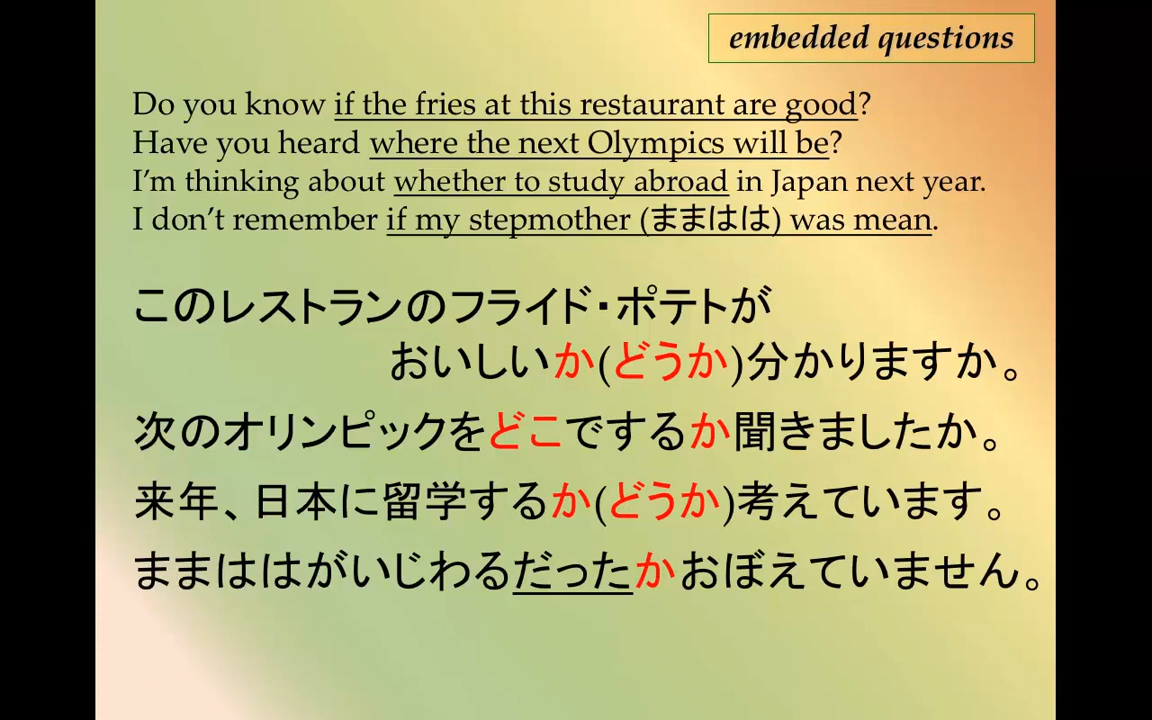 embedded questions
Do you know if the fries at this restaurant are good?
Have you heard where the next Olympics will be?
I'm thinking about whether to study abroad in Japan next year.
I don't remember if my stepmother (ままはは) was mean.
このレストランのフライド・ポテトが
おいしいか(どうか)分かりますか。
次のオリンピックをどこでするか聞きましたか。
来年、日本に留学するか(どうか)考えています。
ままははがいじわるだったかおぼえていません。